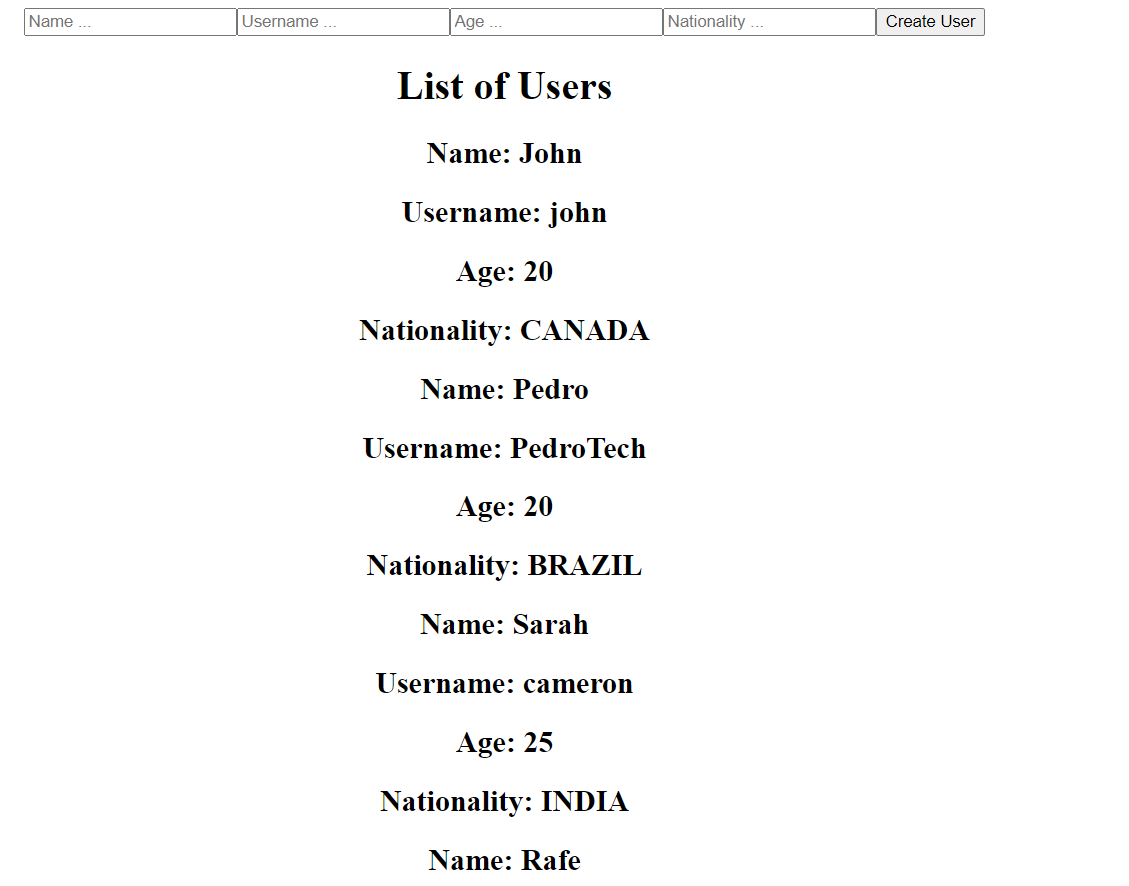 Name ... Username ... Age ... Nationality ... Create User
List of Users
Name: John
Username: john
Age: 20
Nationality: CANADA
Name: Pedro
Username: PedroTech
Age: 20
Nationality: BRAZIL
Name: Sarah
Username: cameron
Age: 25
Nationality: INDIA
Name: Rafe